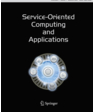 Service-Oriented
Computing
and
Applications
Springer